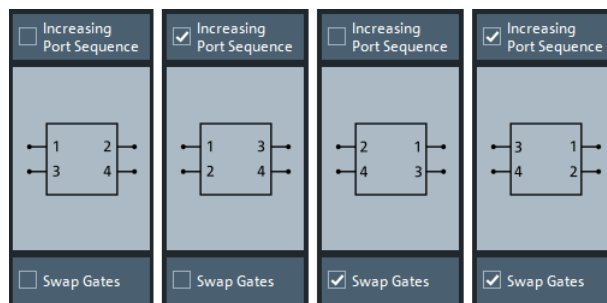 Increasing
Port Sequence
1 2
3 4
Swap Gates
Increasing
Port Sequence
1 3
2 4
Swap Gates
Increasing
Port Sequence
2 1
4 3
Swap Gates
Increasing
Port Sequence
3 1
4 2
Swap Gates